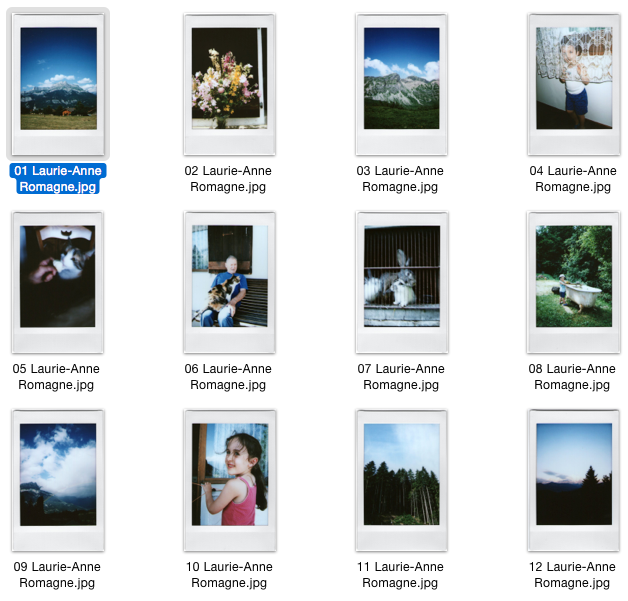 01 Laurie-Anne
Romagne.jpg
02 Laurie-Anne
Romagne.jpg
03 Laurie-Anne
Romagne.jpg
04 Laurie-Anne
Romagne.jpg
05 Laurie-Anne
Romagne.jpg
06 Laurie-Anne
Romagne.jpg
07 Laurie-Anne
Romagne.jpg
08 Laurie-Anne
Romagne.jpg
09 Laurie-Anne
Romagne.jpg
10 Laurie-Anne
Romagne.jpg
11 Laurie-Anne
Romagne.jpg
12 Laurie-Anne
Romagne.jpg